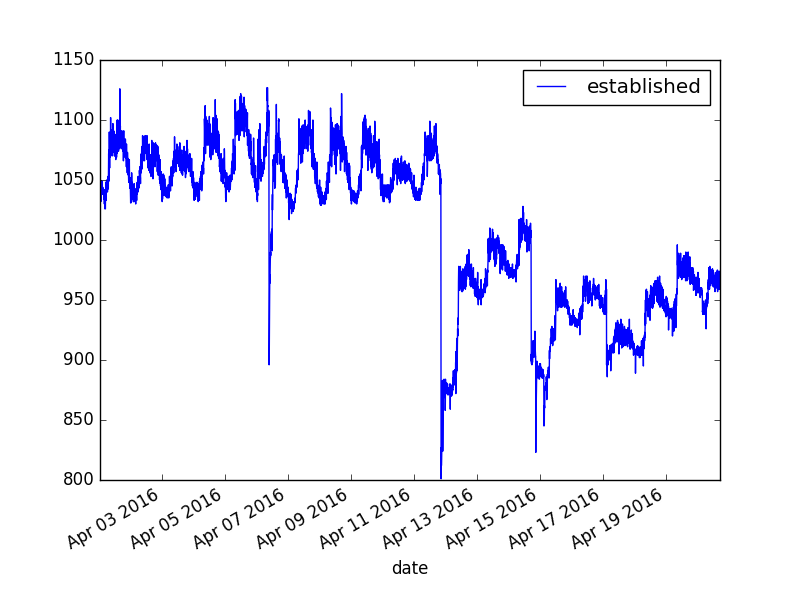 1150
1100
1050
1000
950
900
850
800
established
Apr 03 2016
Apr 05 2016
Apr 07 2016
Apr 09 2016
Apr 11 2016
Apr 13 2016
Apr 15 2016
Apr 17 2016
Apr 19 2016
date